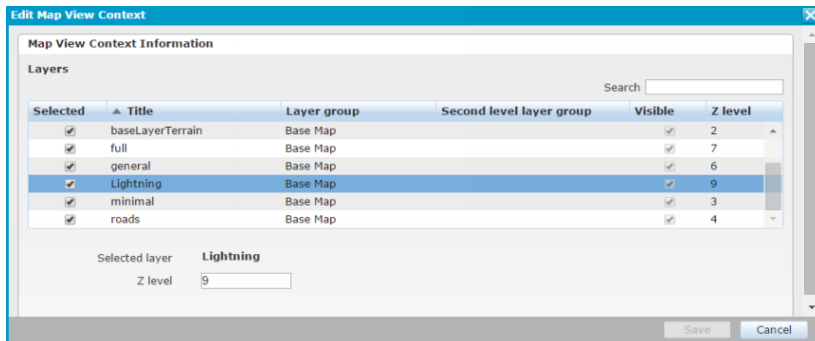 Edit Map View Context
Map View Context Information
Layers
Search
Selected Title Layer group Second level layer group Visible Z level
baseLayerTerrain Base Map 2
full Base Map 7
general Base Map 6
Lightning Base Map 9
minimal Base Map 3
roads Base Map 4
Selected layer Lightning
Z level 9
Save Cancel